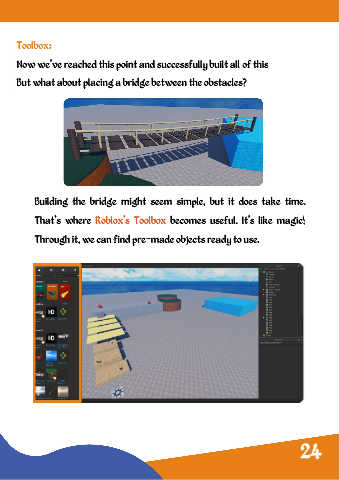 Toolbox:
Now we've reached this point and successfully built all of this
But what about placing a bridge between the obstacles?
Building the bridge might seem simple, but it does take time.
That's where Roblox's Toolbox becomes useful. It's like magic!
Through it, we can find pre-made objects ready to use.
24